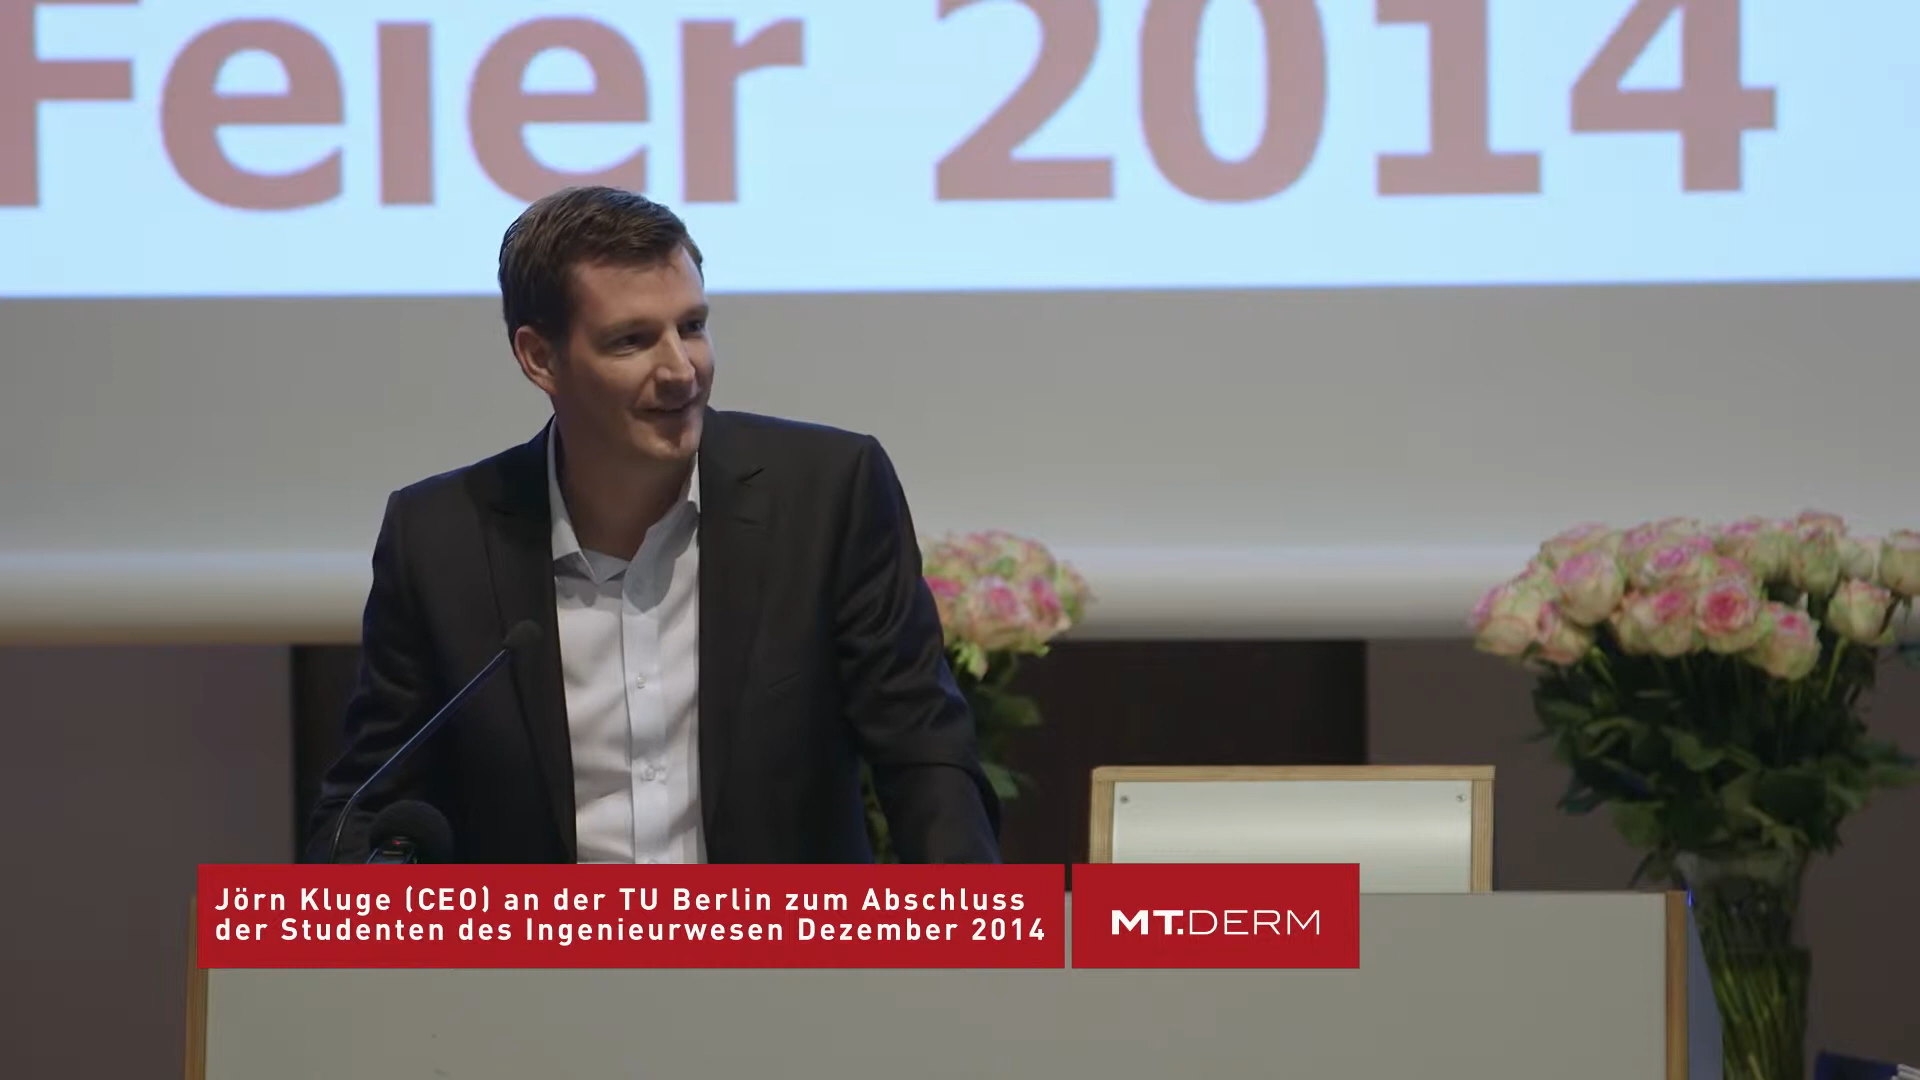 Feier 2014
Jörn Kluge (CEO) an der TU Berlin zum Abschluss
der Studenten des Ingenieurwesen Dezember 2014
MT.DERM